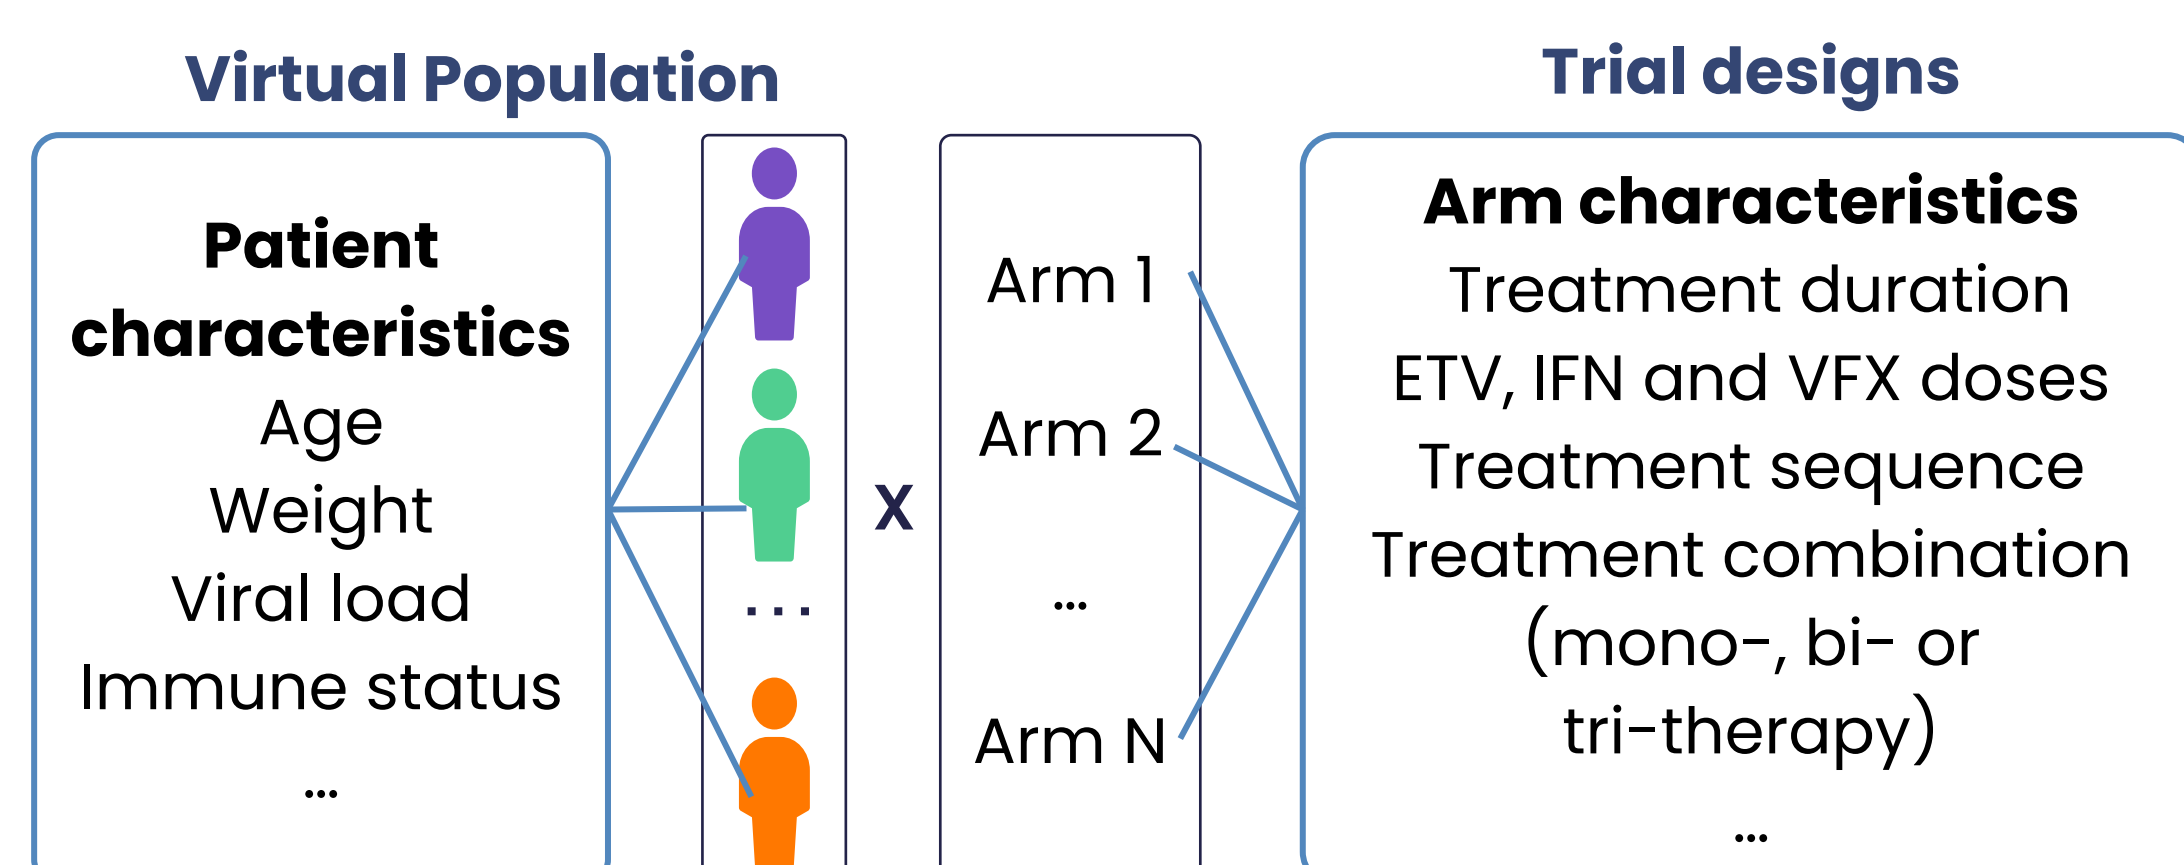 Virtual Population
Patient
characteristics
Age
Weight
Viral load
Immune status
...
...
X
Arm 1
Arm 2
...
Arm N
Trial designs
Arm characteristics
Treatment duration
ETV, IFN and VFX doses
Treatment sequence
Treatment combination
(mono-, bi- or
tri-therapy)
...